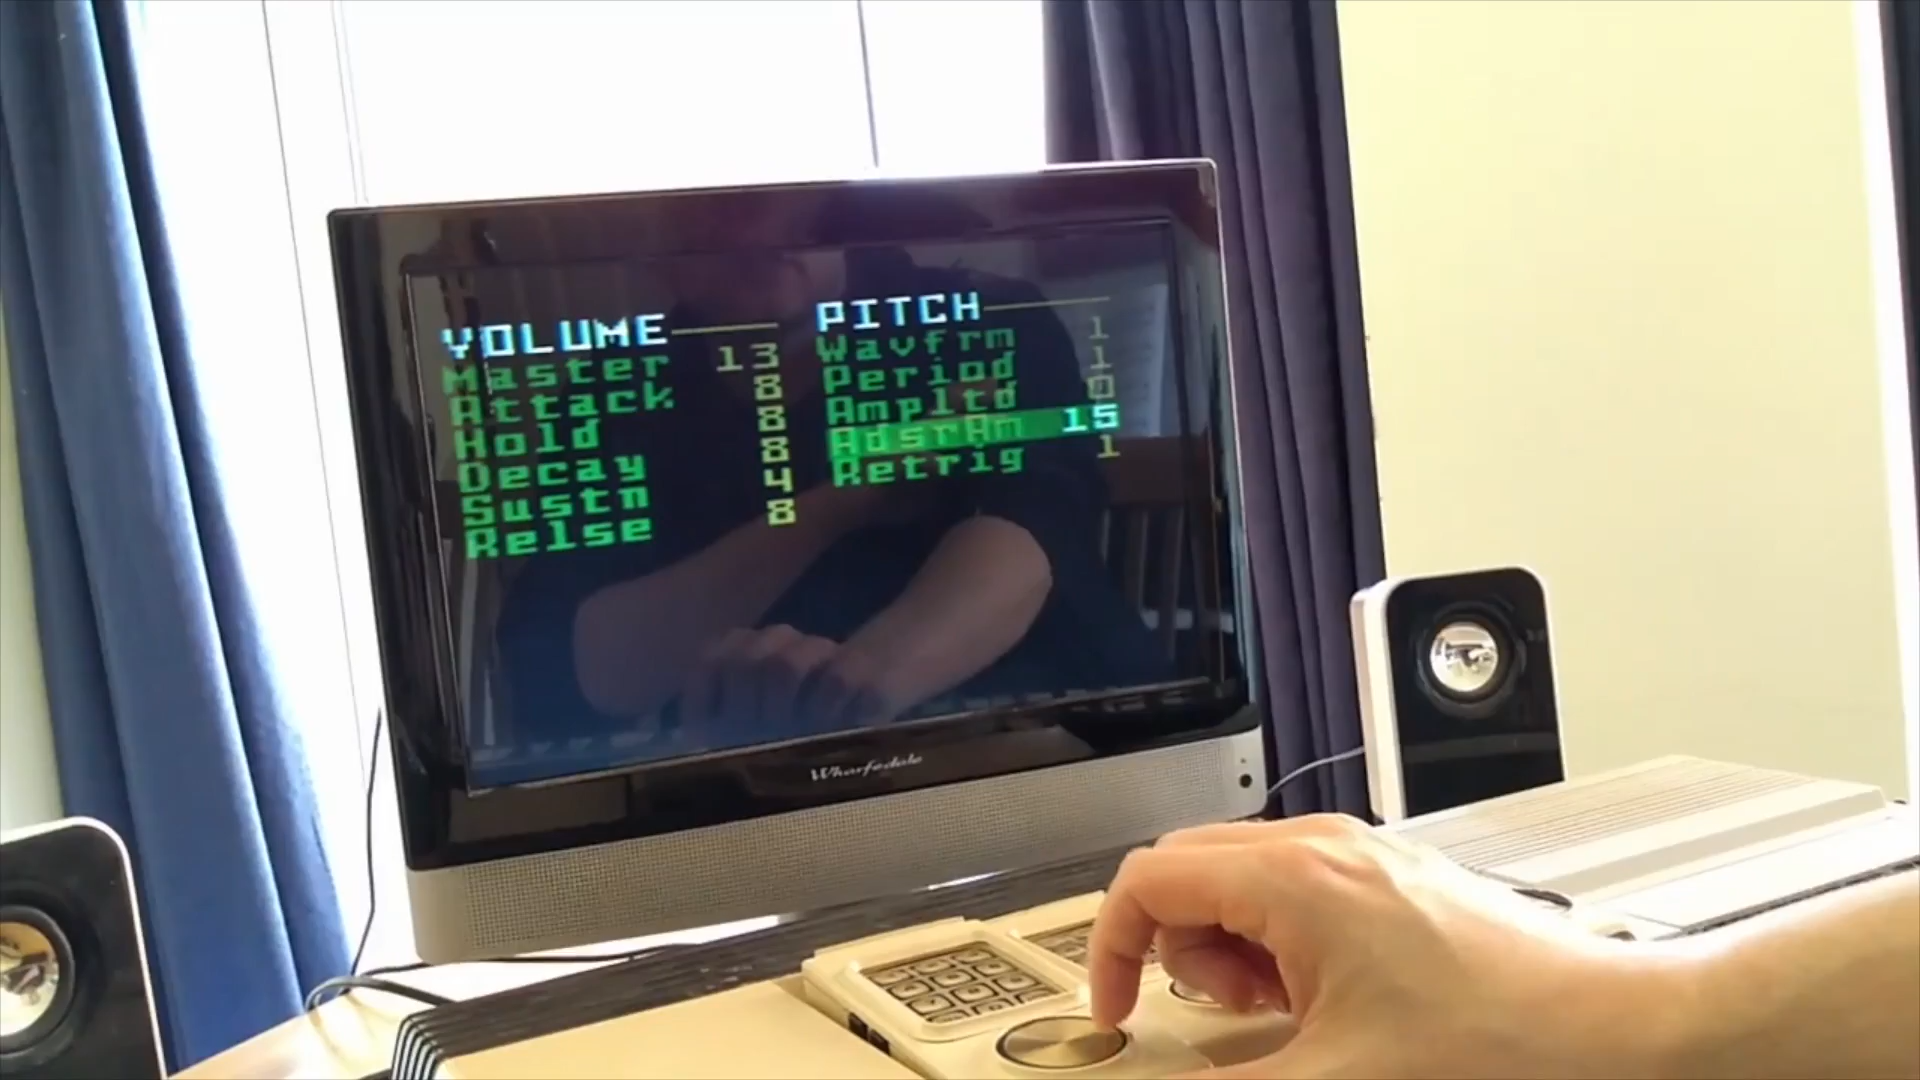 VOLUME
Master 13
Attack 8
Hold 8
Decay 8
Sustn 4
Relse 8
PITCH
Wavfrm 1
Period 1
Ampltd 0
AdsrAm 15
Retrig 1
Wharfedale